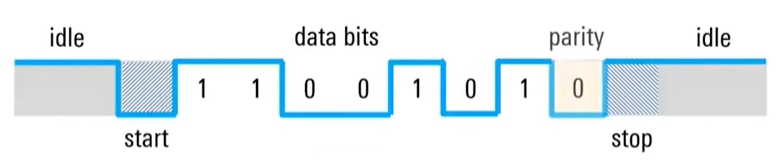 idle data bits parity idle
1 1 0 0 1 0 1 0
start stop